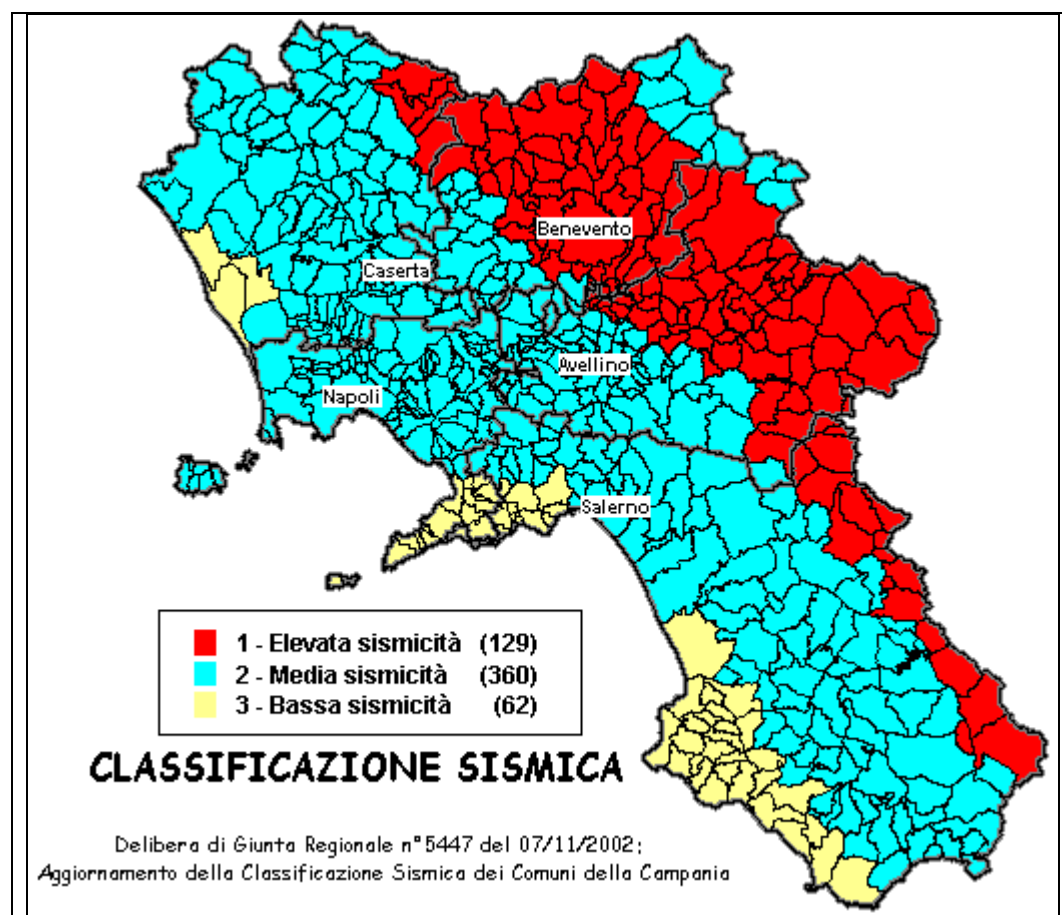 Benevento
Caserta
Avellino
Napoli
Salerno
1 - Elevata sismicità (129)
2 - Media sismicità (360)
3 - Bassa sismicità (62)
CLASSIFICAZIONE SISMICA
Delibera di Giunta Regionale n°5447 del 07/11/2002;
Aggiornamento della Classificazione Sismica dei Comuni della Campania